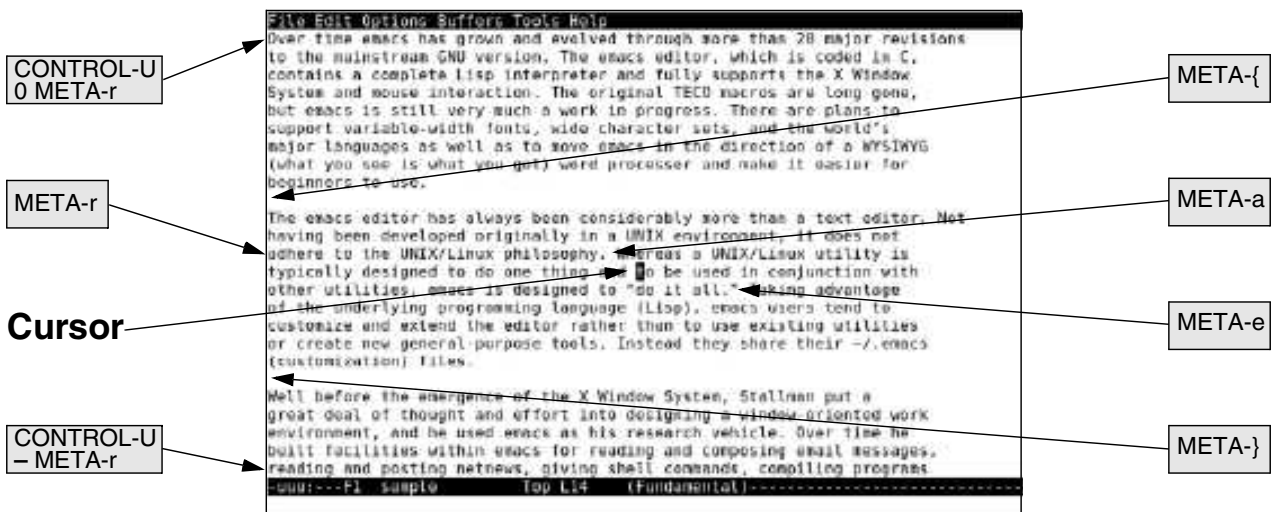 File Edit Options Buffers Tools Help
Over time emacs has grown and evolved through more than 20 major revisions
to the mainstream GNU version. The emacs editor, which is coded in C,
contains a complete Lisp interpreter and fully supports the X Window
System and mouse interaction. The original TECO macros are long gone,
but emacs is still very much a work in progress. There are plans to
support variable-width fonts, wide character sets, and the world's
major languages as well as to move emacs in the direction of a WYSIWYG
(what you see is what you get) word processer and make it easier for
beginners to use.
The emacs editor has always been considerably more than a text editor. Not
having been developed originally in a UNIX environment, it does not
adhere to the UNIX/Linux philosophy. Whereas a UNIX/Linux utility is
typically designed to do one thing and to be used in conjunction with
other utilities, emacs is designed to "do it all." Taking advantage
of the underlying programming language (Lisp), emacs users tend to
customize and extend the editor rather than to use existing utilities
or create new general-purpose tools. Instead they share their ~/.emacs
(customization) files.
Well before the emergence of the X Window System, Stallman put a
great deal of thought and effort into designing a window-oriented work
environment, and he used emacs as his research vehicle. Over time he
built facilities within emacs for reading and composing email messages,
reading and posting netnews, giving shell commands, compiling programs
-uuu:---F1 sample Top L14 (Fundamental)------------------------------
CONTROL-U
0 META-r
META-r
Cursor
CONTROL-U
– META-r
META-{
META-a
META-e
META-}